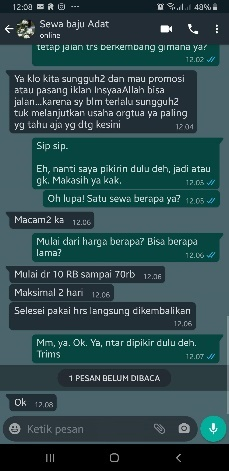 12:08
48%
Sewa baju Adat
online
tetap jalan trs berkembang gimana ya?
12.02
Ya klo kita sungguh2 dan mau promosi
atau pasang iklan InsyaaAllah bisa
jalan...karena sy blm terlalu sungguh2
tuk melanjutkan usaha orgtua ya paling
yg tahu aja yg dtg kesini
12.04
Sip sip.
Eh, nanti saya pikirin dulu deh, jadi atau
gk. Makasih ya kak.
12.05
Oh lupa! Satu sewa berapa ya? 12.05
Macam2 ka 12.06
Mulai dari harga berapa? Bisa berapa
lama?
12.06
Mulai dr 10 RB sampai 70rb 12.06
Maksimal 2 hari 12.06
Selesei pakai hrs langsung dikembalikan
12.06
Mm, ya. Ok. Ya, ntar dipikir dulu deh.
Trims
12.07
1 PESAN BELUM DIBACA
Ok 12.08
Ketik pesan